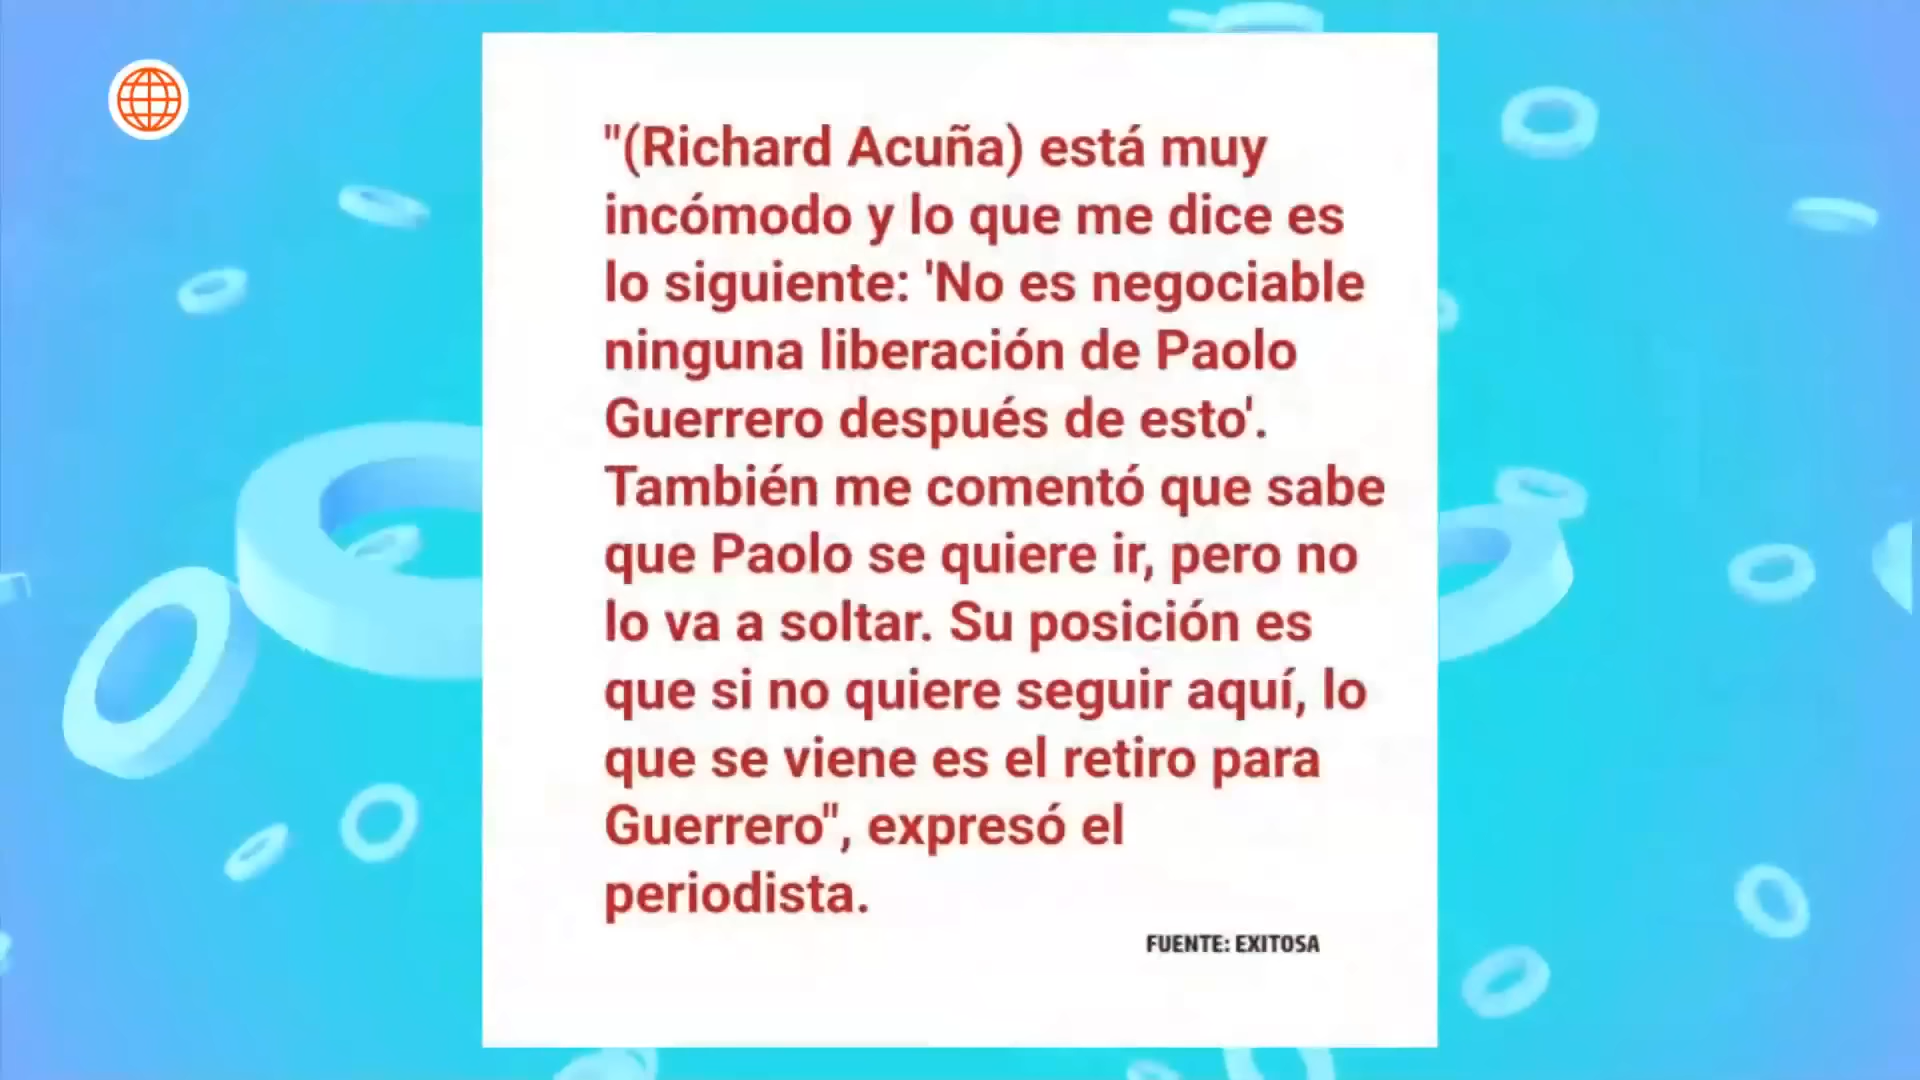 "(Richard Acuña) está muy
incómodo y lo que me dice es
lo siguiente: 'No es negociable
ninguna liberación de Paolo
Guerrero después de esto'.
También me comentó que sabe
que Paolo se quiere ir, pero no
lo va a soltar. Su posición es
que si no quiere seguir aquí, lo
que se viene es el retiro para
Guerrero", expresó el
periodista.
FUENTE: EXITOSA